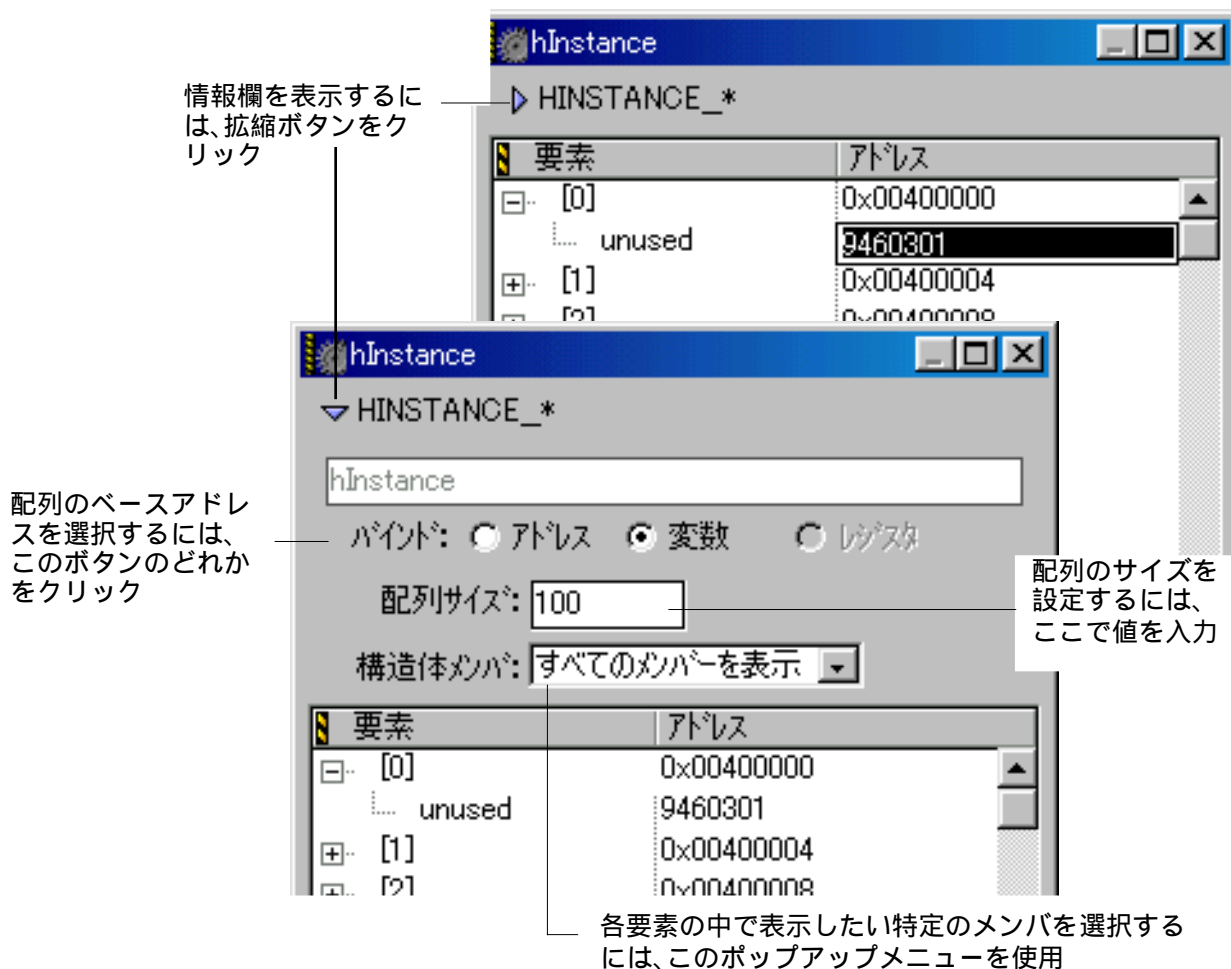 hInstance
情報欄を表示するに
は、拡縮ボタンをク
リック
HINSTANCE_*
要素 アドレス
[0] 0x00400000
unused 9460301
[1] 0x00400004
[2] 0x00400008
hInstance
HINSTANCE_*
hInstance
配列のベースアドレ
スを選択するには、
このボタンのどれか
をクリック
バインド: アドレス 変数 レジスタ
配列サイズ: 100
配列のサイズを
設定するには、
ここで値を入力
構造体メンバ: すべてのメンバーを表示
要素 アドレス
[0] 0x00400000
unused 9460301
[1] 0x00400004
[2] 0x00400008
各要素の中で表示したい特定のメンバを選択する
には、このポップアップメニューを使用